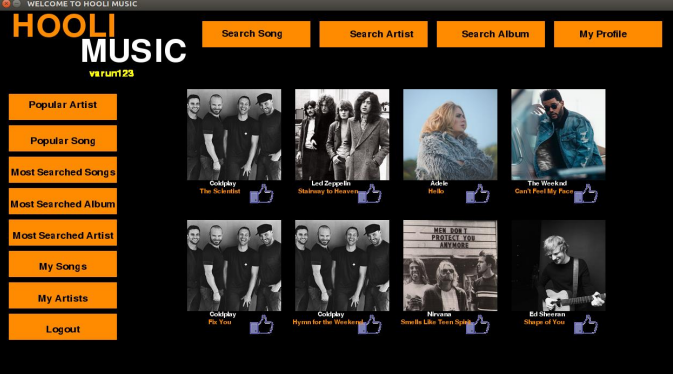 WELCOME TO HOOLI MUSIC
HOOLI
MUSIC
varun123
Search Song
Search Artist
Search Album
My Profile
Popular Artist
Popular Song
Most Searched Songs
Most Searched Album
Most Searched Artist
My Songs
My Artists
Logout
Coldplay
The Scientist
Led Zeppelin
Stairway to Heaven
Adele
Hello
The Weeknd
Can't Feel My Face
MEN DON'T
PROTECT YOU
ANYMORE
Coldplay
Fix You
Coldplay
Hymn for the Weekend
Nirvana
Smells Like Teen Spirit
Ed Sheeran
Shape of You